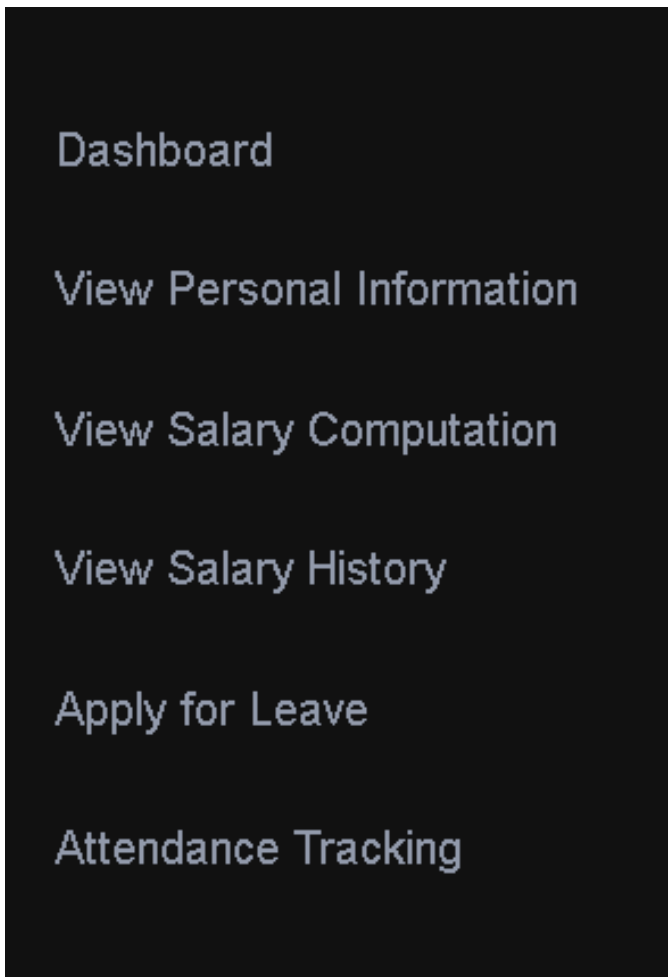 Dashboard
View Personal Information
View Salary Computation
View Salary History
Apply for Leave
Attendance Tracking